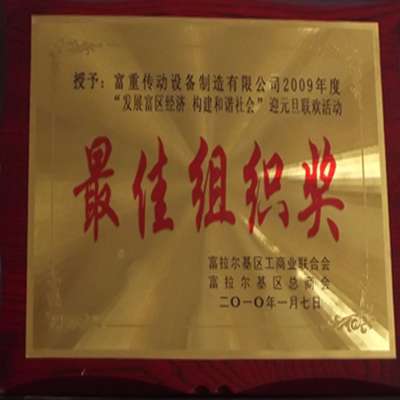 授予：富重传动设备制造有限公司2009年度
“发展富区经济 构建和谐社会”迎元旦联欢活动
最佳组织奖
富拉尔基区工商业联合会
富拉尔基区总商会
二〇一〇年一月七日